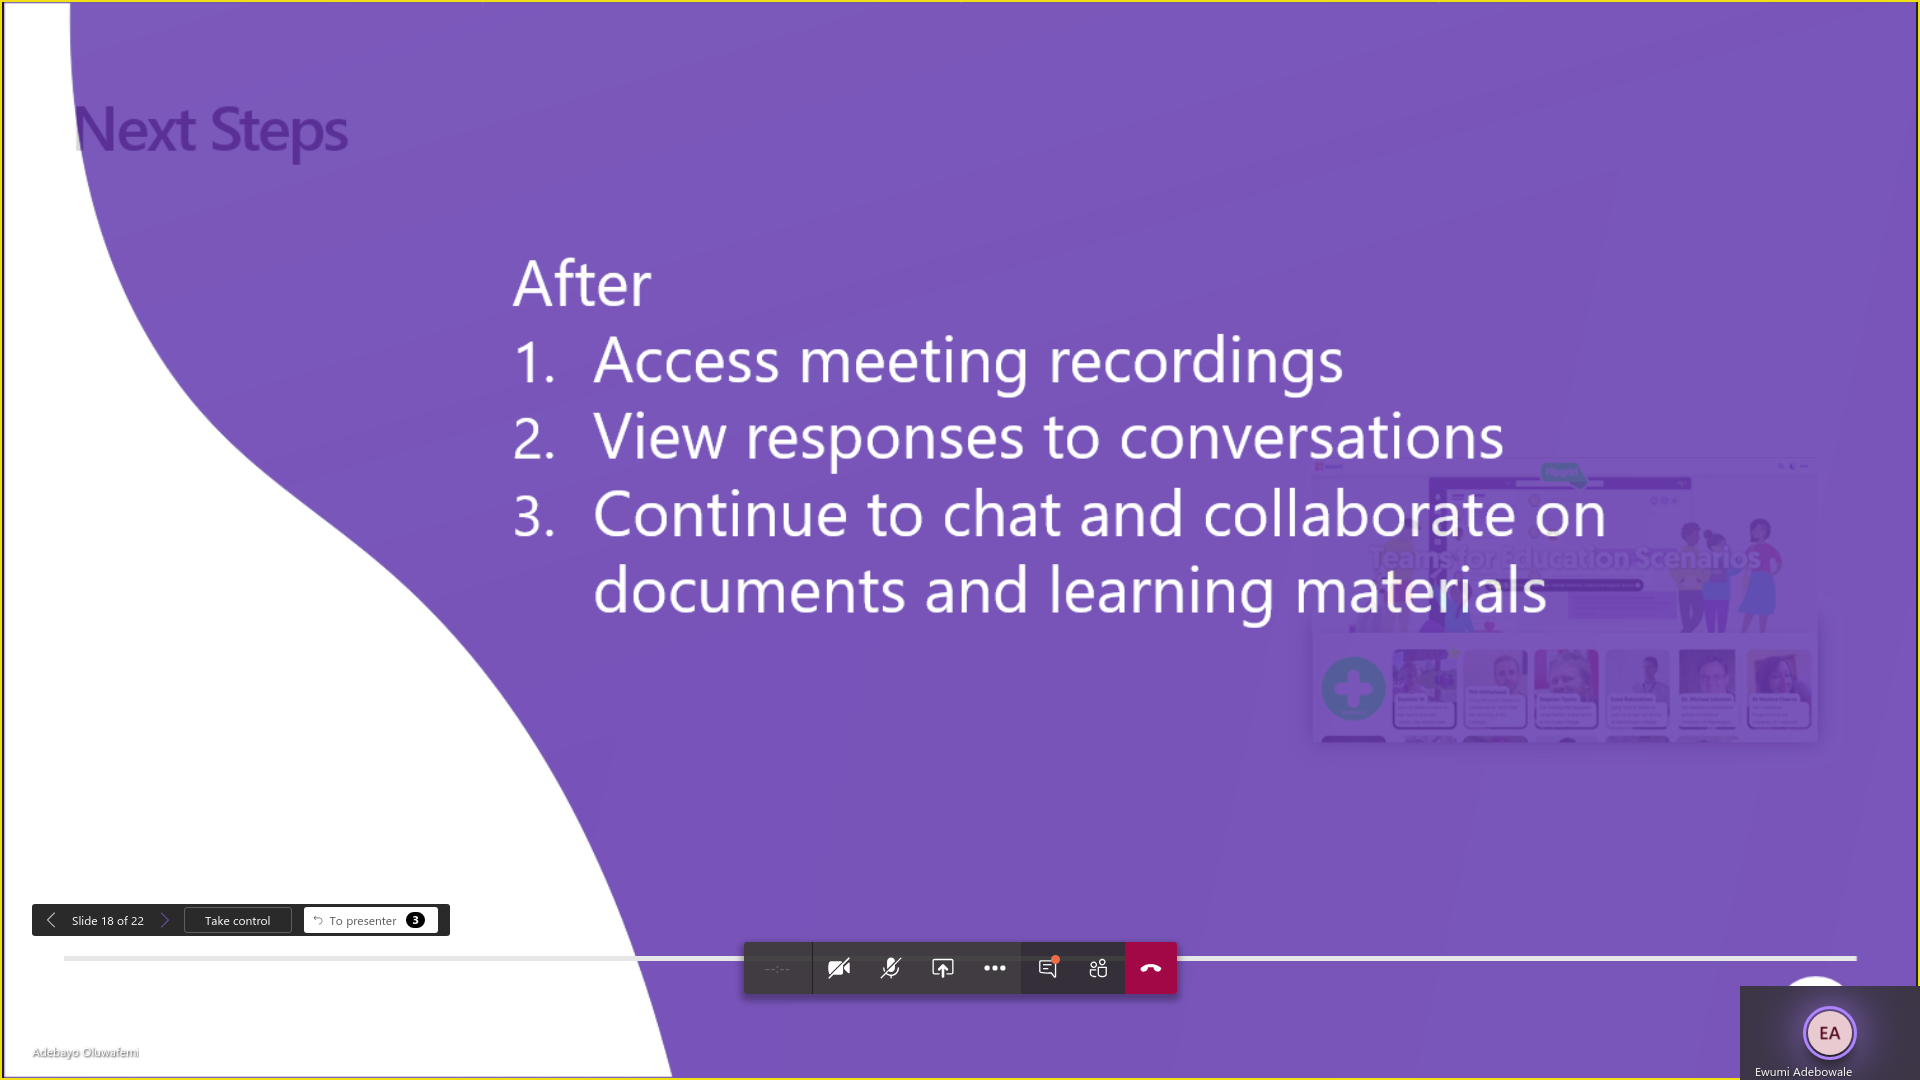 Next Steps
After
1. Access meeting recordings
2. View responses to conversations
3. Continue to chat and collaborate on
documents and learning materials
Teams for Education Scenarios
Slide 18 of 22
Take control
To presenter 3
--:--
Adebayo Oluwafemi
EA
Ewumi Adebowale